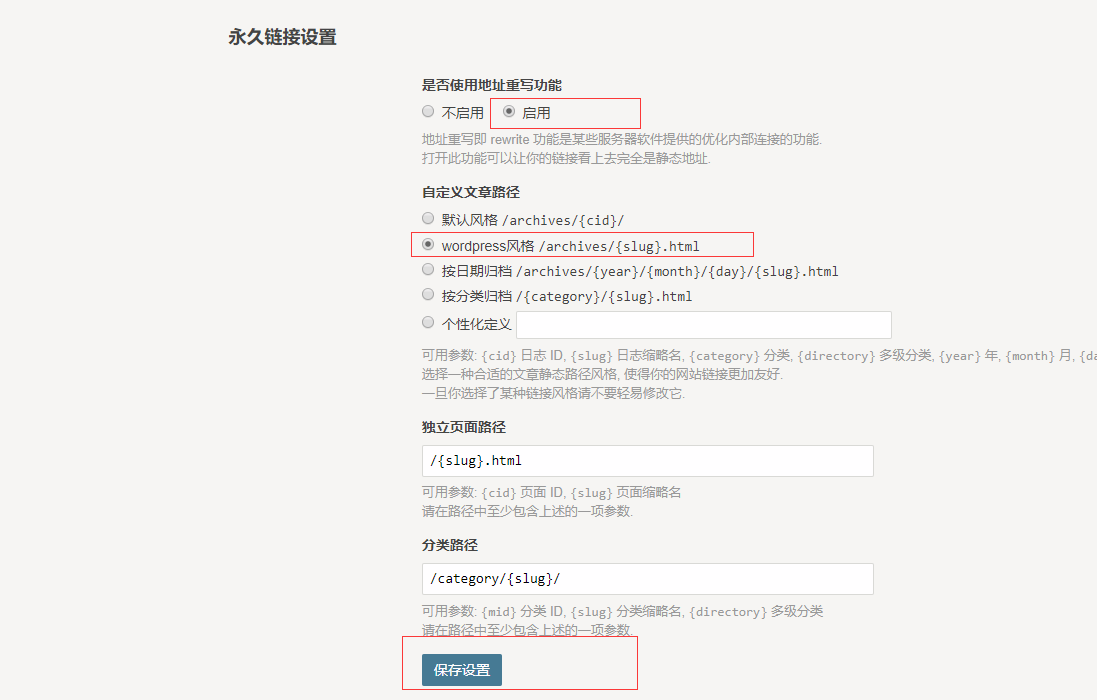 永久链接设置
是否使用地址重写功能
不启用 启用
地址重写即 rewrite 功能是某些服务器软件提供的优化内部连接的功能.
打开此功能可以让你的链接看上去完全是静态地址.
自定义文章路径
默认风格 /archives/{cid}/
wordpress风格 /archives/{slug}.html
按日期归档 /archives/{year}/{month}/{day}/{slug}.html
按分类归档 /{category}/{slug}.html
个性化定义
可用参数: {cid} 日志 ID, {slug} 日志缩略名, {category} 分类, {directory} 多级分类, {year} 年, {month} 月, {da
选择一种合适的文章静态路径风格, 使得你的网站链接更加友好.
一旦你选择了某种链接风格请不要轻易修改它.
独立页面路径
/{slug}.html
可用参数: {cid} 页面 ID, {slug} 页面缩略名
请在路径中至少包含上述的一项参数.
分类路径
/category/{slug}/
可用参数: {mid} 分类 ID, {slug} 分类缩略名, {directory} 多级分类
请在路径中至少包含上述的一项参数.
保存设置